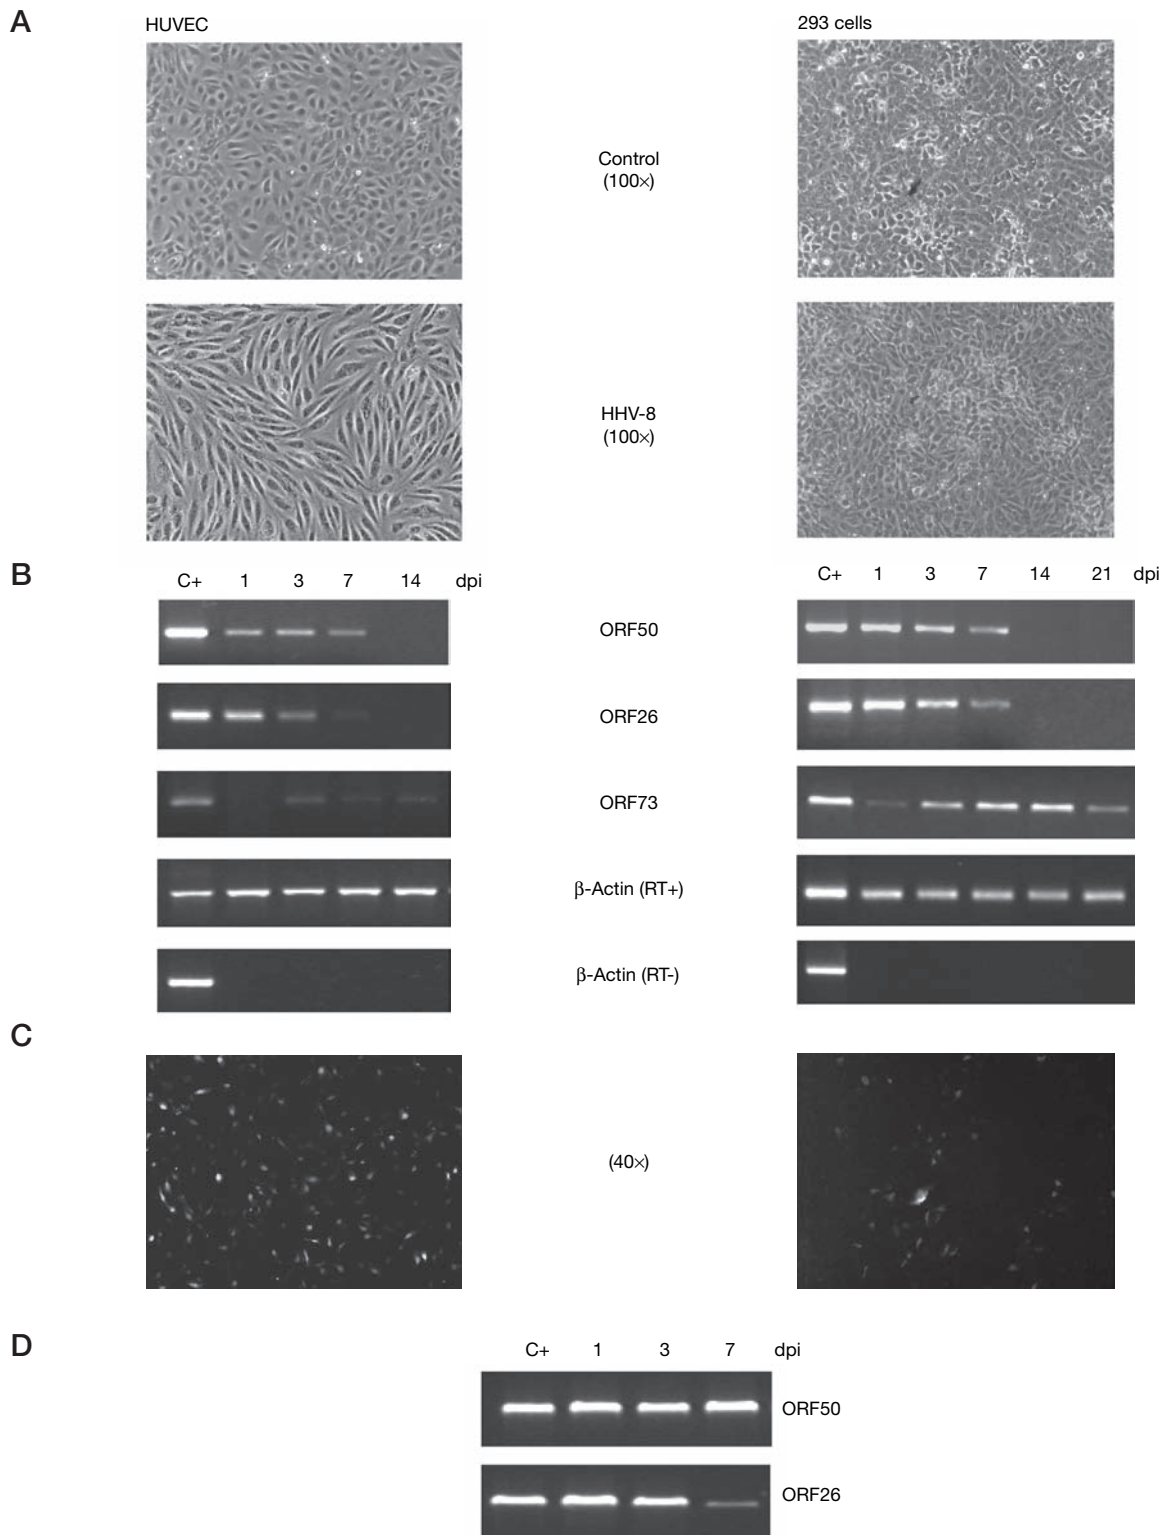 A
HUVEC
293 cells
Control
(100×)
HHV-8
(100×)
B
C+ 1 3 7 14 dpi
C+ 1 3 7 14 21 dpi
ORF50
ORF26
ORF73
β-Actin (RT+)
β-Actin (RT-)
C
(40×)
D
C+ 1 3 7 dpi
ORF50
ORF26